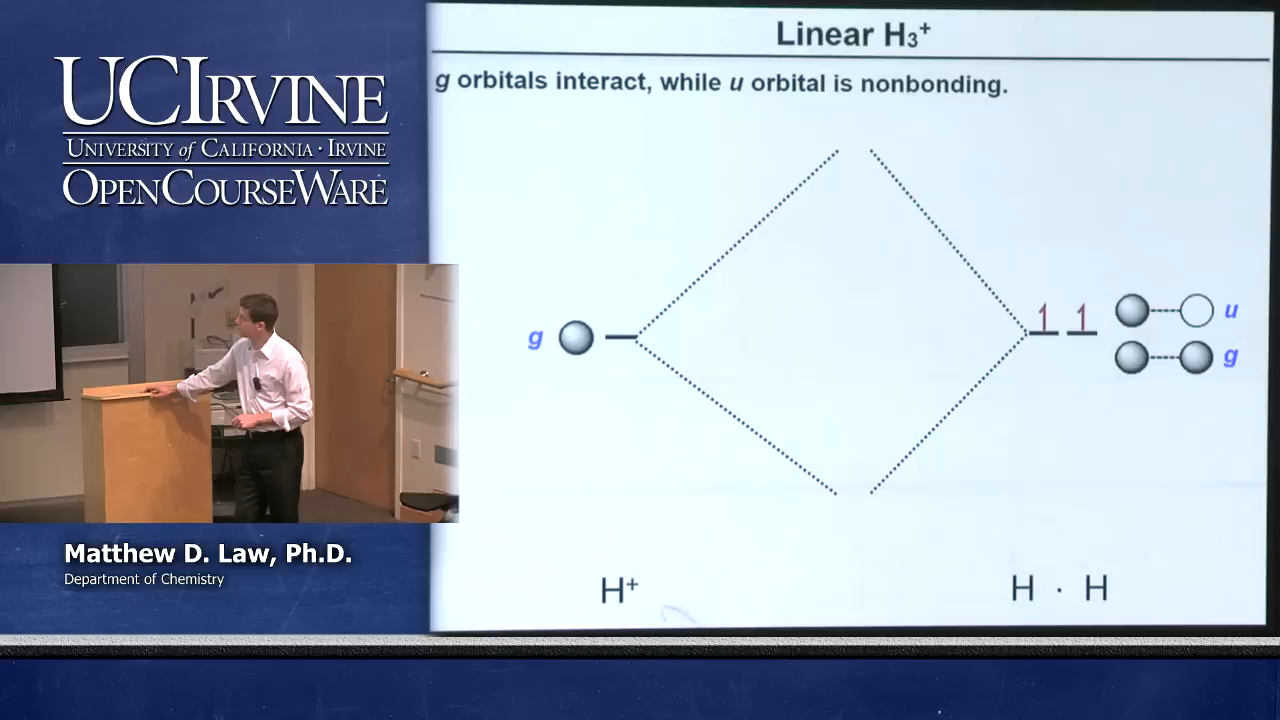 UCIRVINE
UNIVERSITY of CALIFORNIA · IRVINE
OPENCOURSEWARE
Linear H₃⁺
g orbitals interact, while u orbital is nonbonding.
g
1 1
u
g
H⁺
H · H
Matthew D. Law, Ph.D.
Department of Chemistry